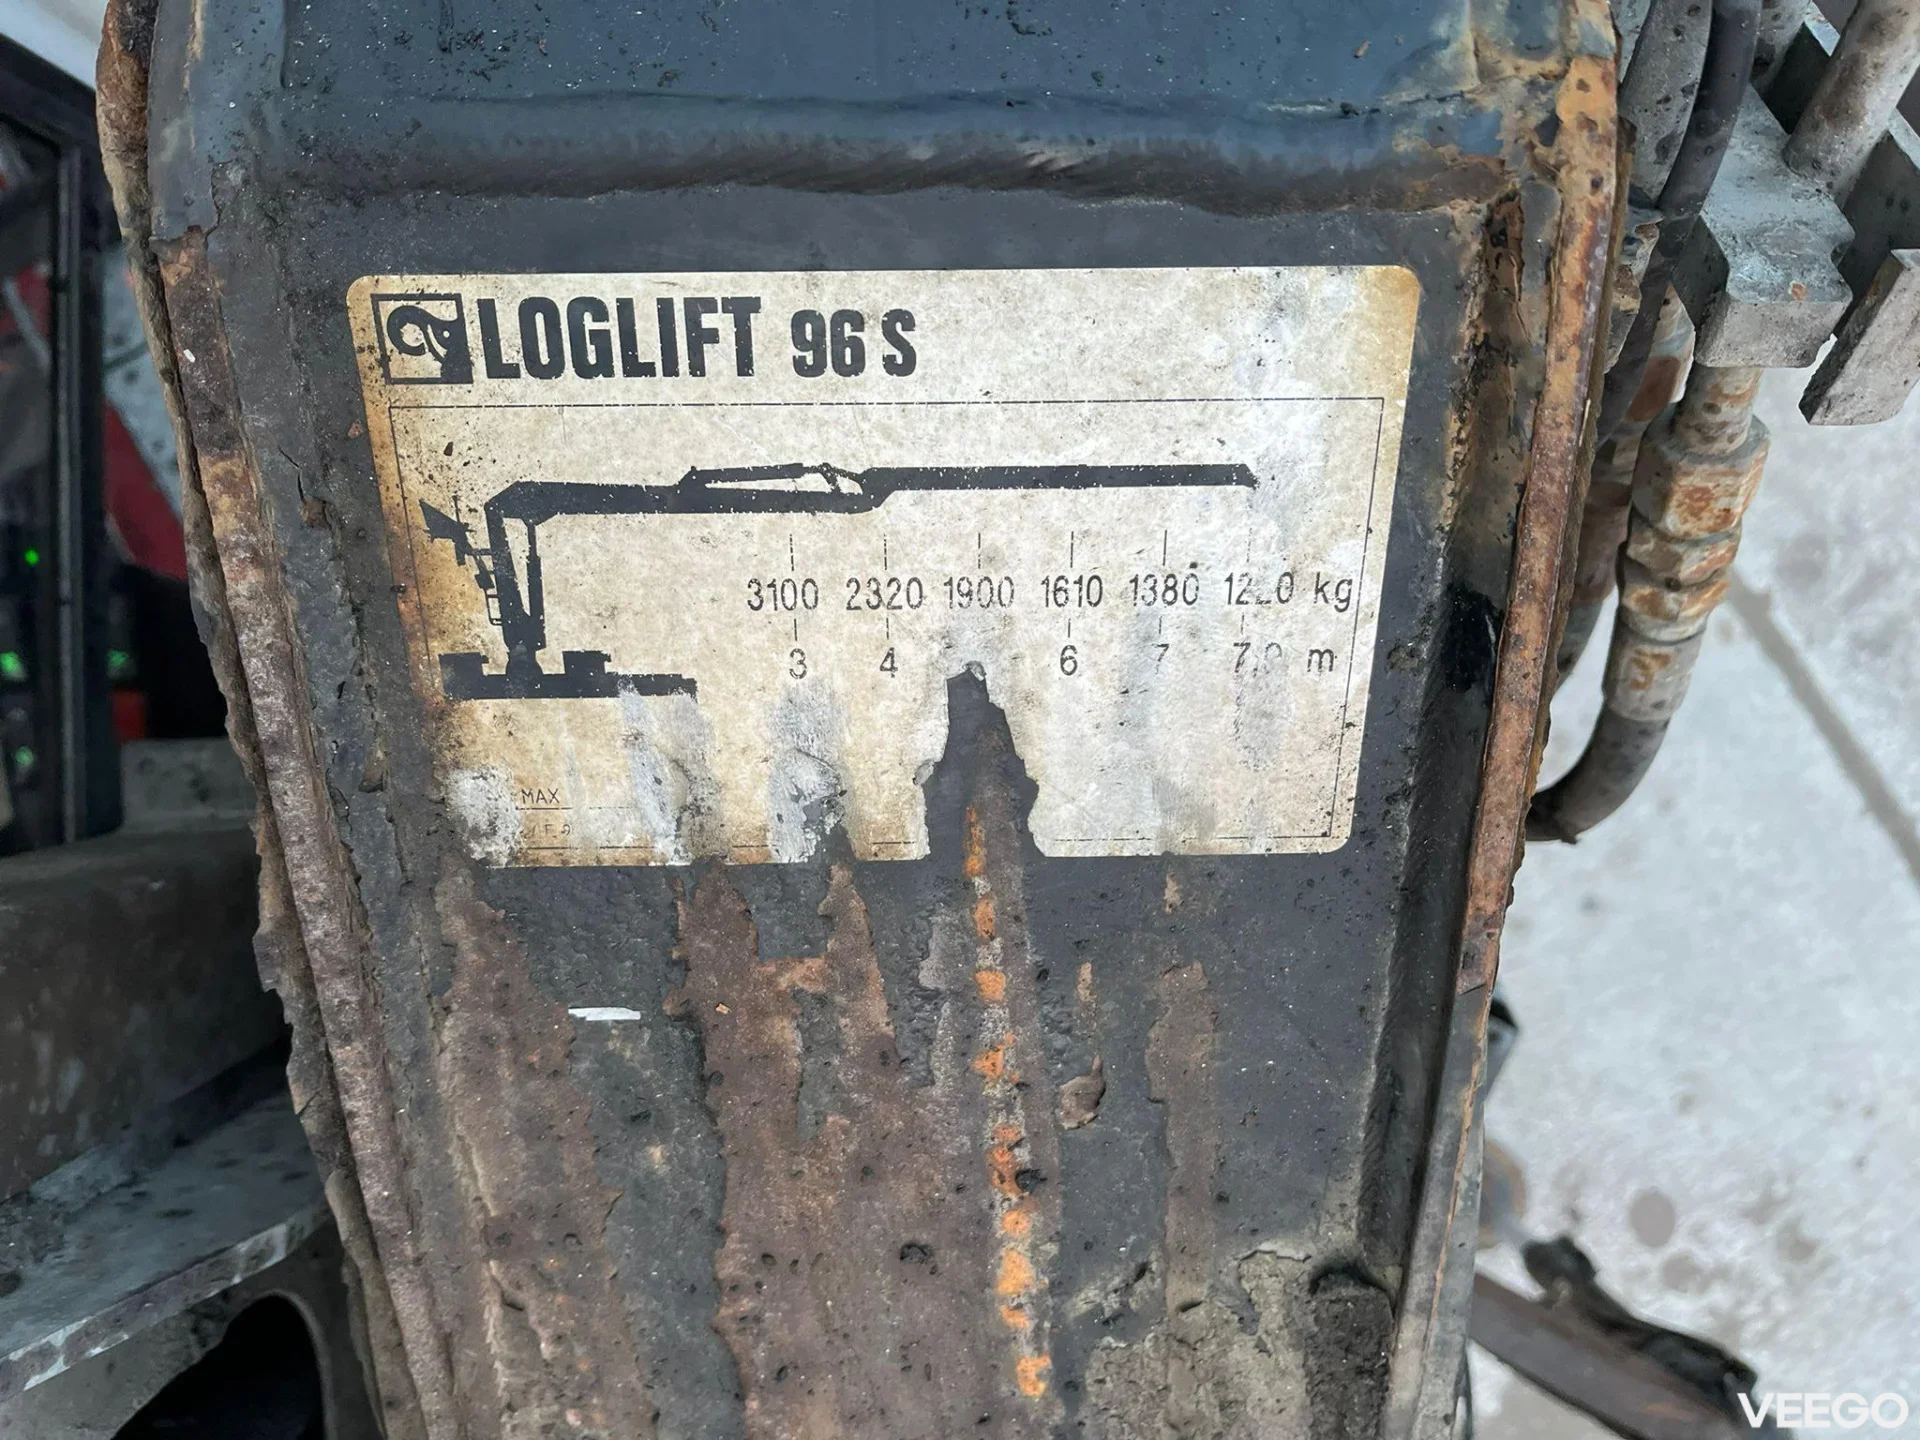 LOGLIFT 96 S
3100 2320 1900 1610 1380 kg
3 4 6 7 m
MAX
VEEGO